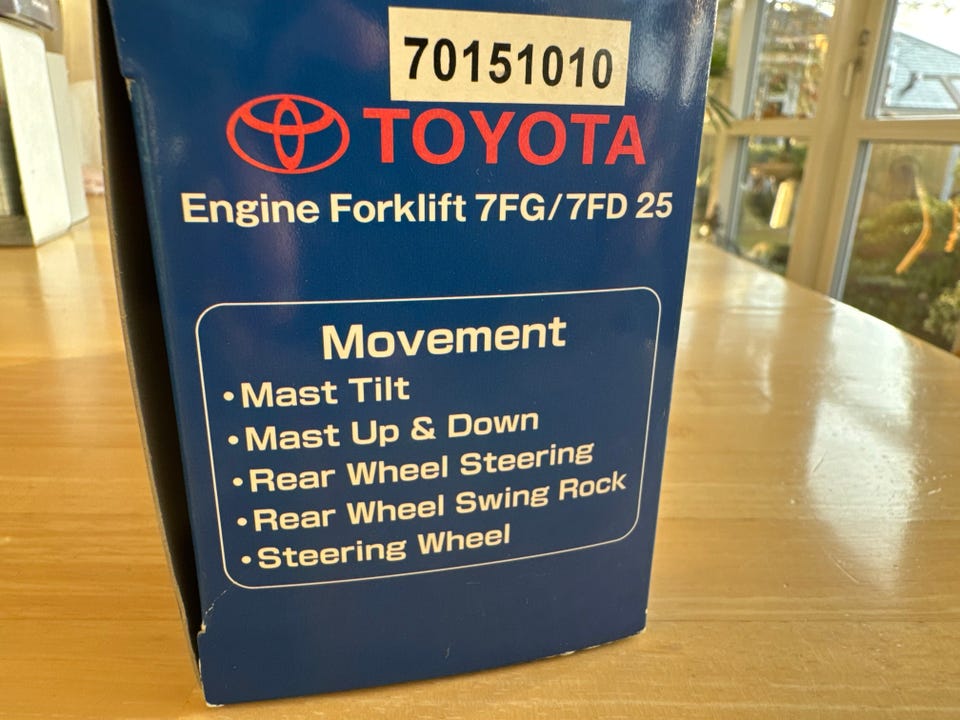 70151010
TOYOTA
Engine Forklift 7FG/7FD 25
Movement
•Mast Tilt
•Mast Up & Down
•Rear Wheel Steering
•Rear Wheel Swing Rock
•Steering Wheel